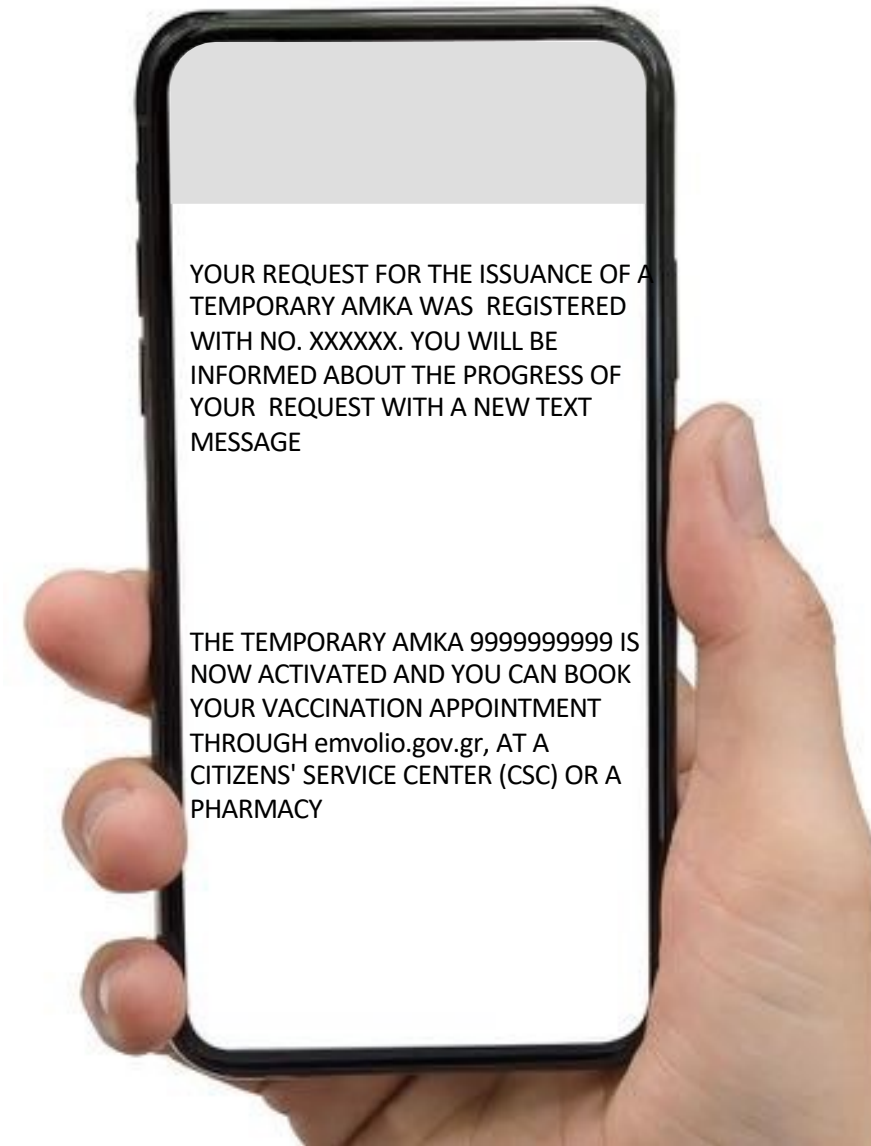 YOUR REQUEST FOR THE ISSUANCE OF A
TEMPORARY AMKA WAS REGISTERED
WITH NO. XXXXXX. YOU WILL BE
INFORMED ABOUT THE PROGRESS OF
YOUR REQUEST WITH A NEW TEXT
MESSAGE
THE TEMPORARY AMKA 9999999999 IS
NOW ACTIVATED AND YOU CAN BOOK
YOUR VACCINATION APPOINTMENT
THROUGH emvolio.gov.gr, AT A
CITIZENS' SERVICE CENTER (CSC) OR A
PHARMACY